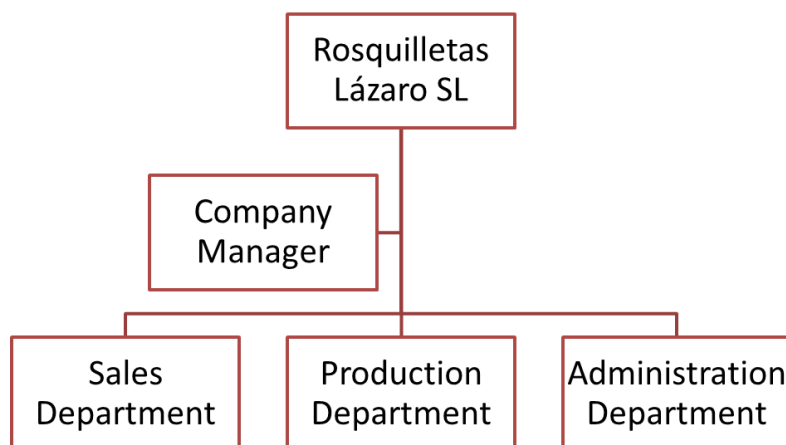 Rosquilletas
Lázaro SL
Company
Manager
Sales
Department
Production
Department
Administration
Department